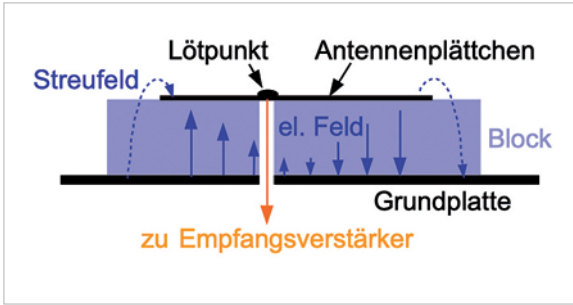 Lötpunkt
Antennenplättchen
Streufeld
el. Feld
Block
Grundplatte
zu Empfangsverstärker